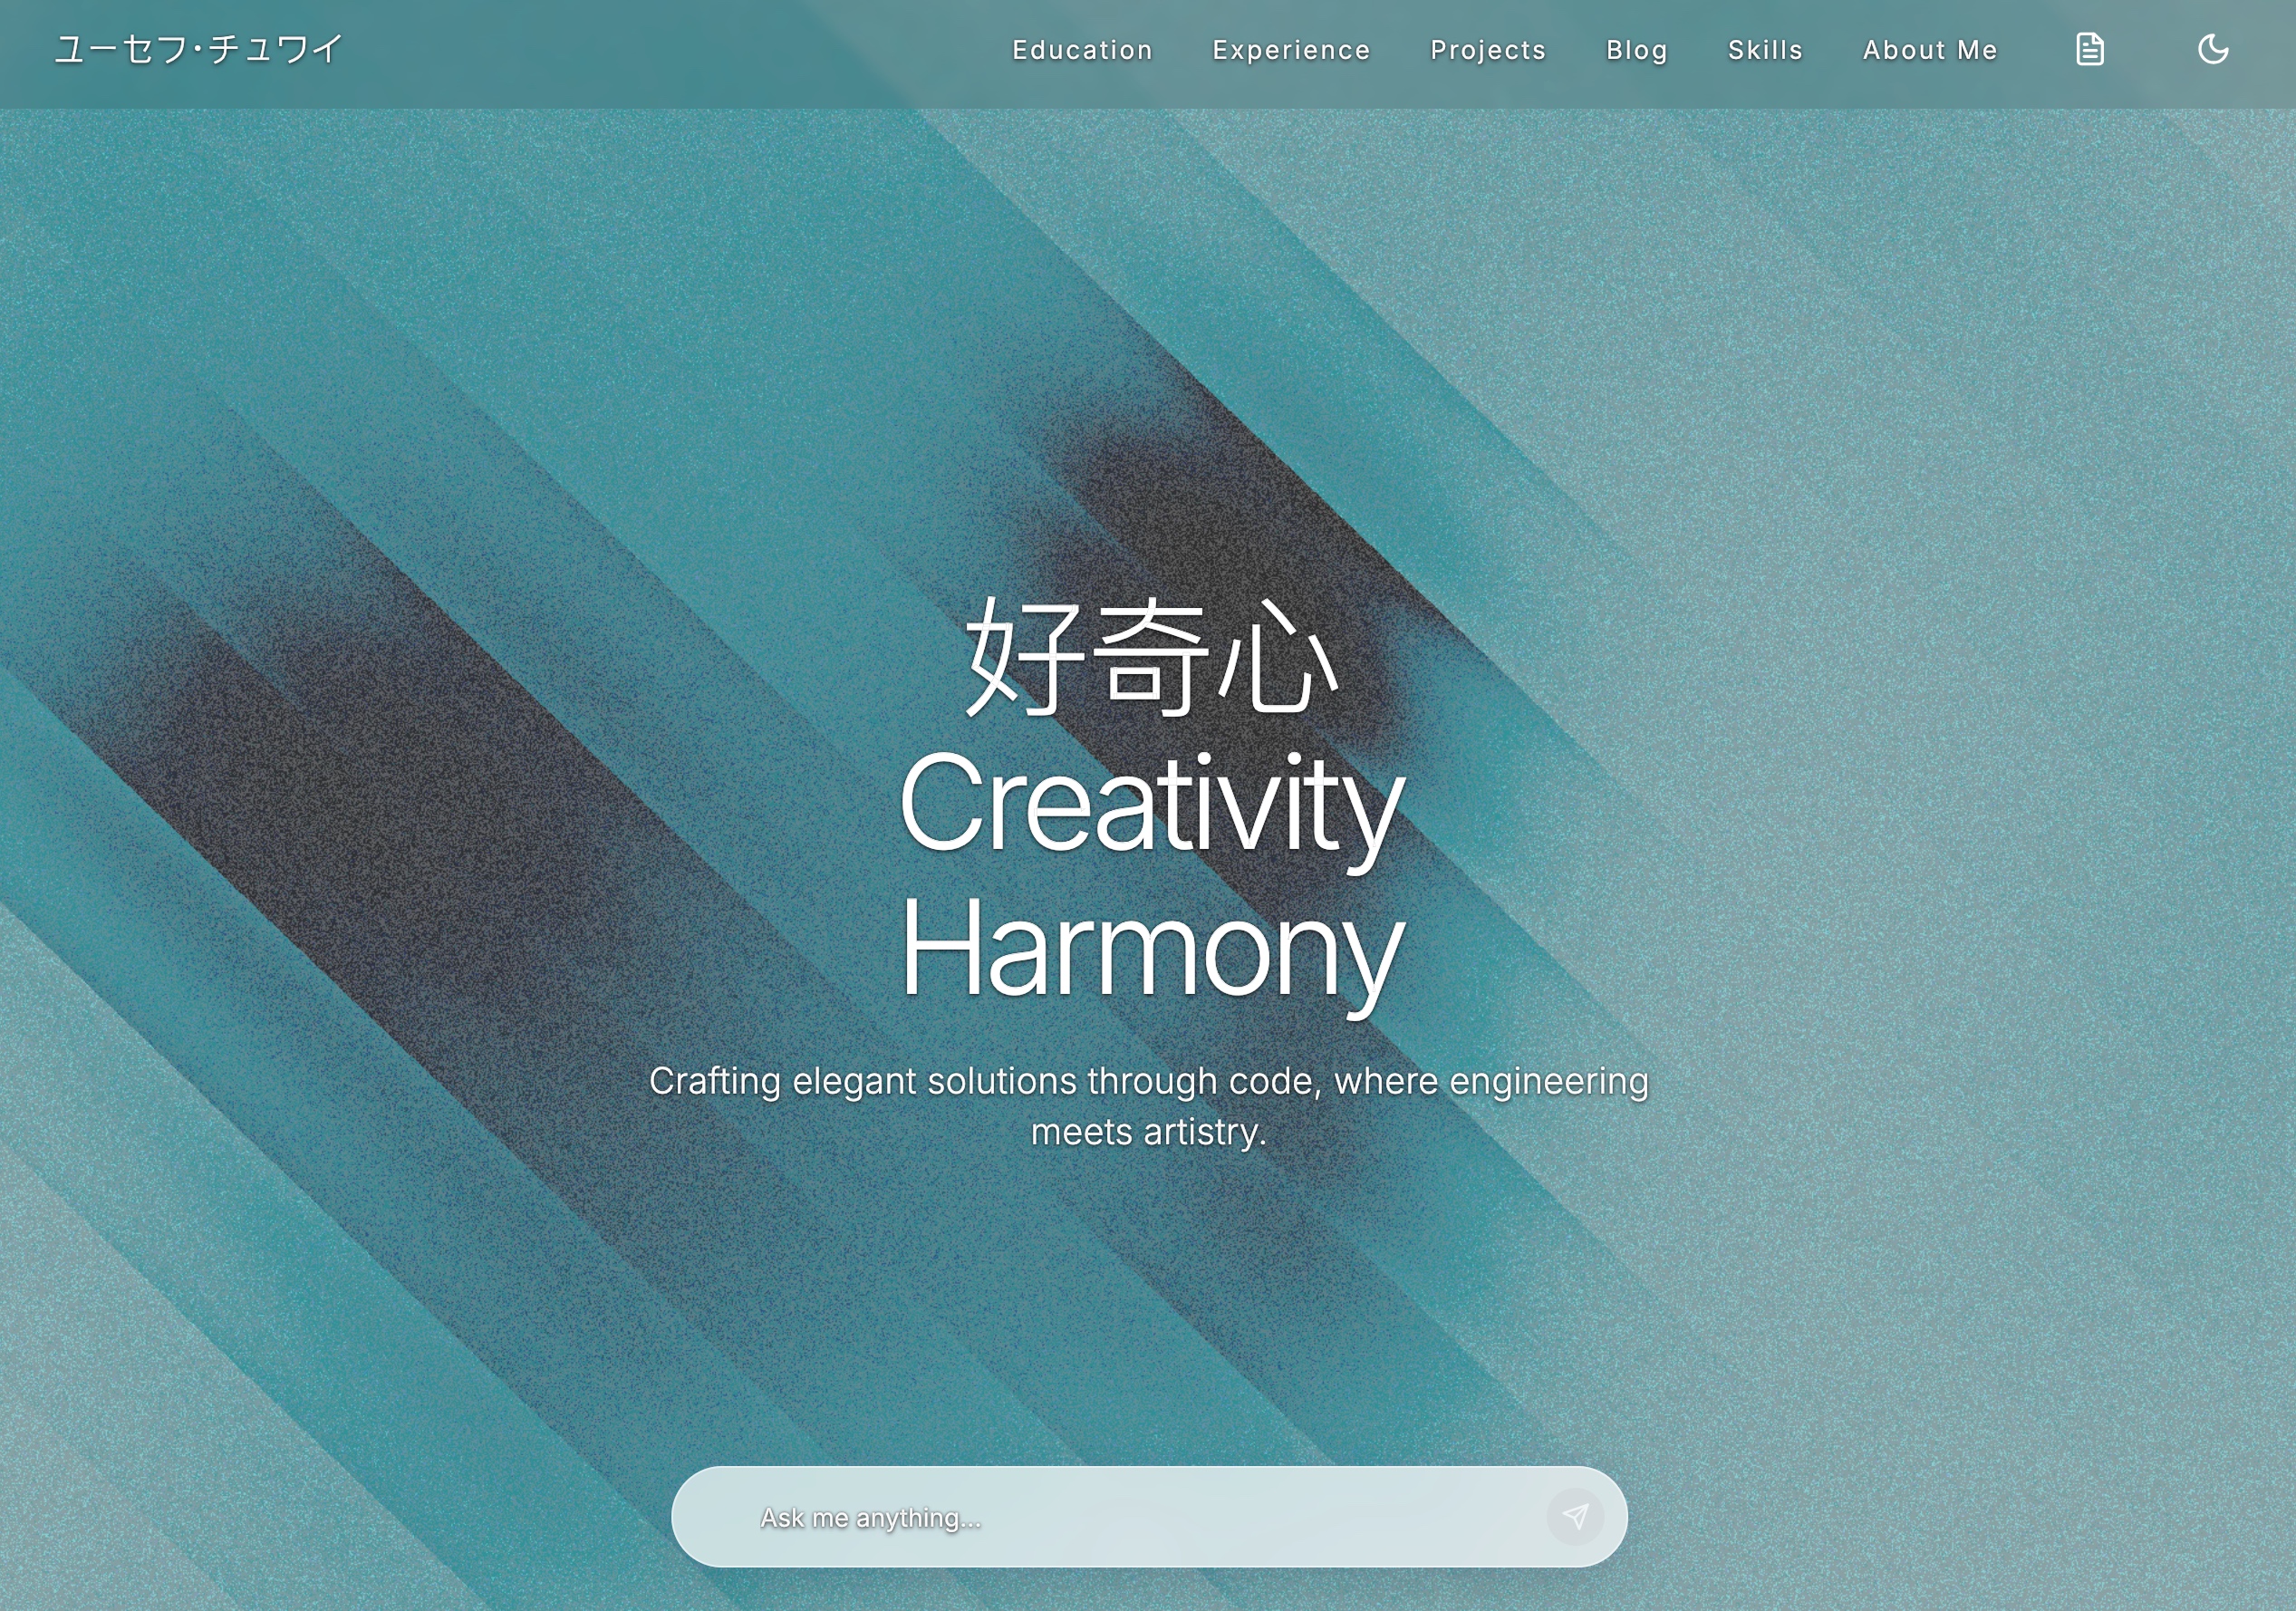 ユーセフ・チュワイ
Education Experience Projects Blog Skills About Me
好奇心
Creativity
Harmony
Crafting elegant solutions through code, where engineering
meets artistry.
Ask me anything...